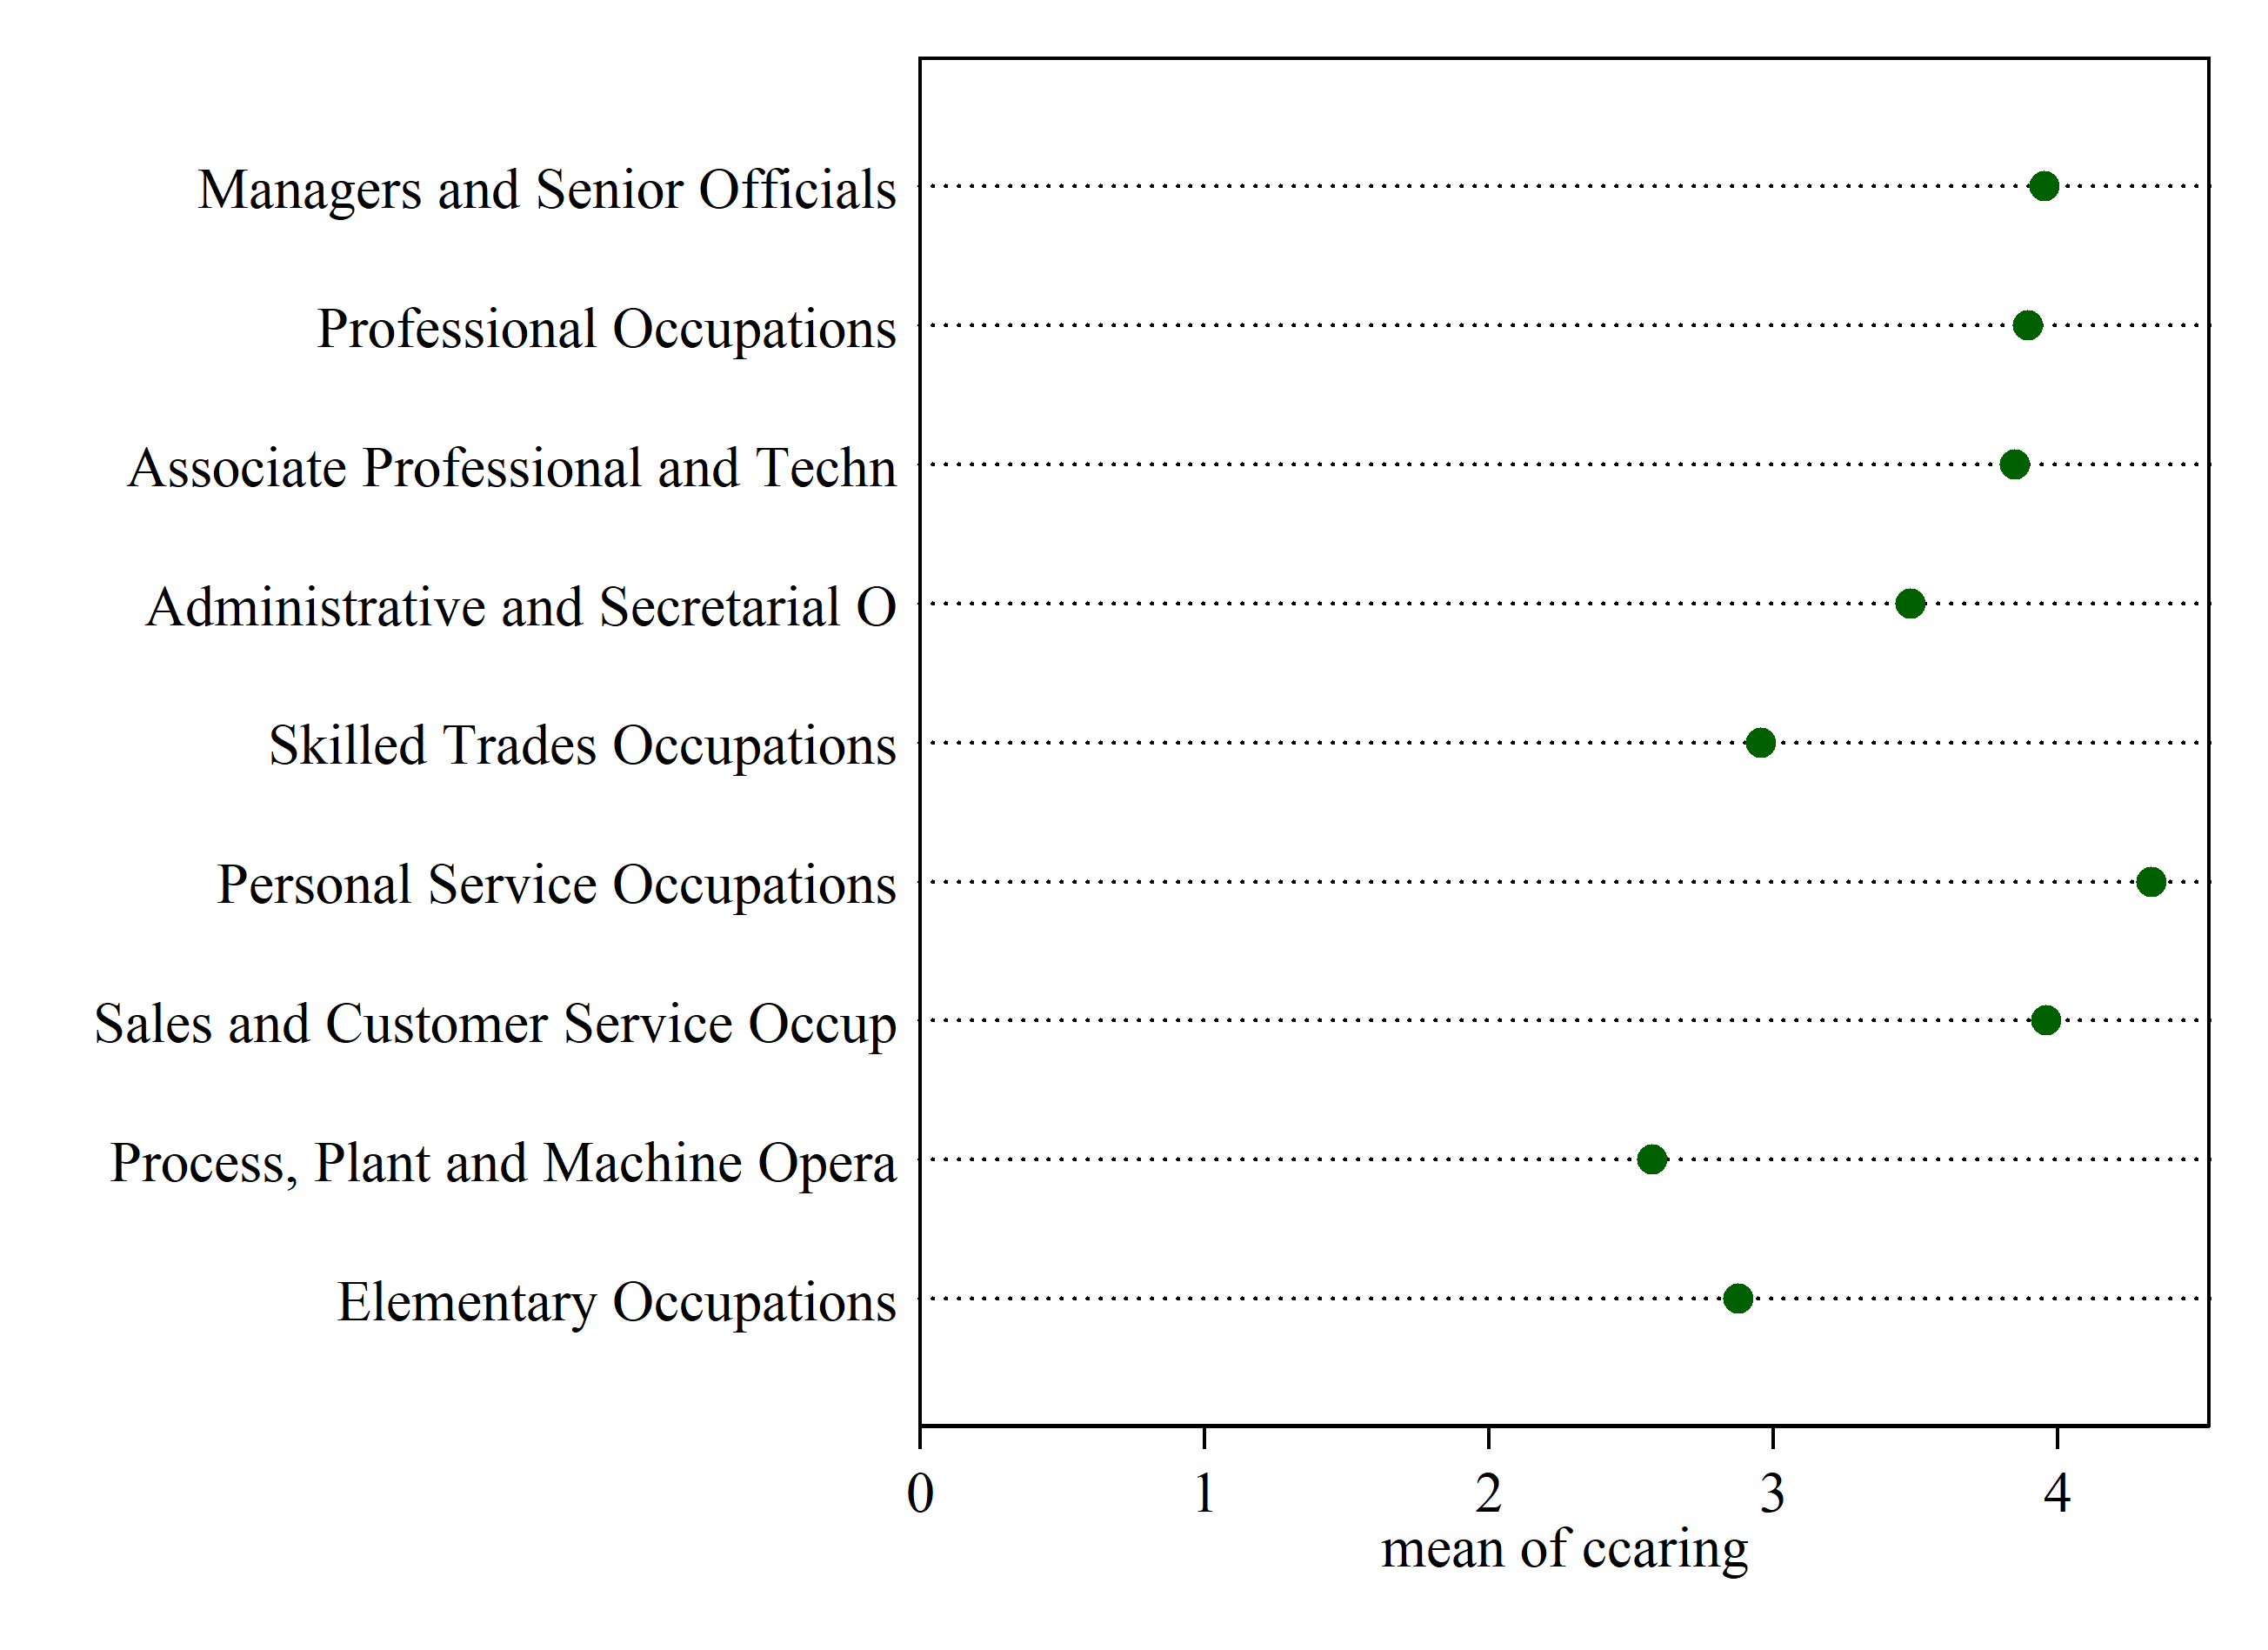 Managers and Senior Officials
Professional Occupations
Associate Professional and Techn
Administrative and Secretarial O
Skilled Trades Occupations
Personal Service Occupations
Sales and Customer Service Occup
Process, Plant and Machine Opera
Elementary Occupations
0 1 2 3 4
mean of ccaring